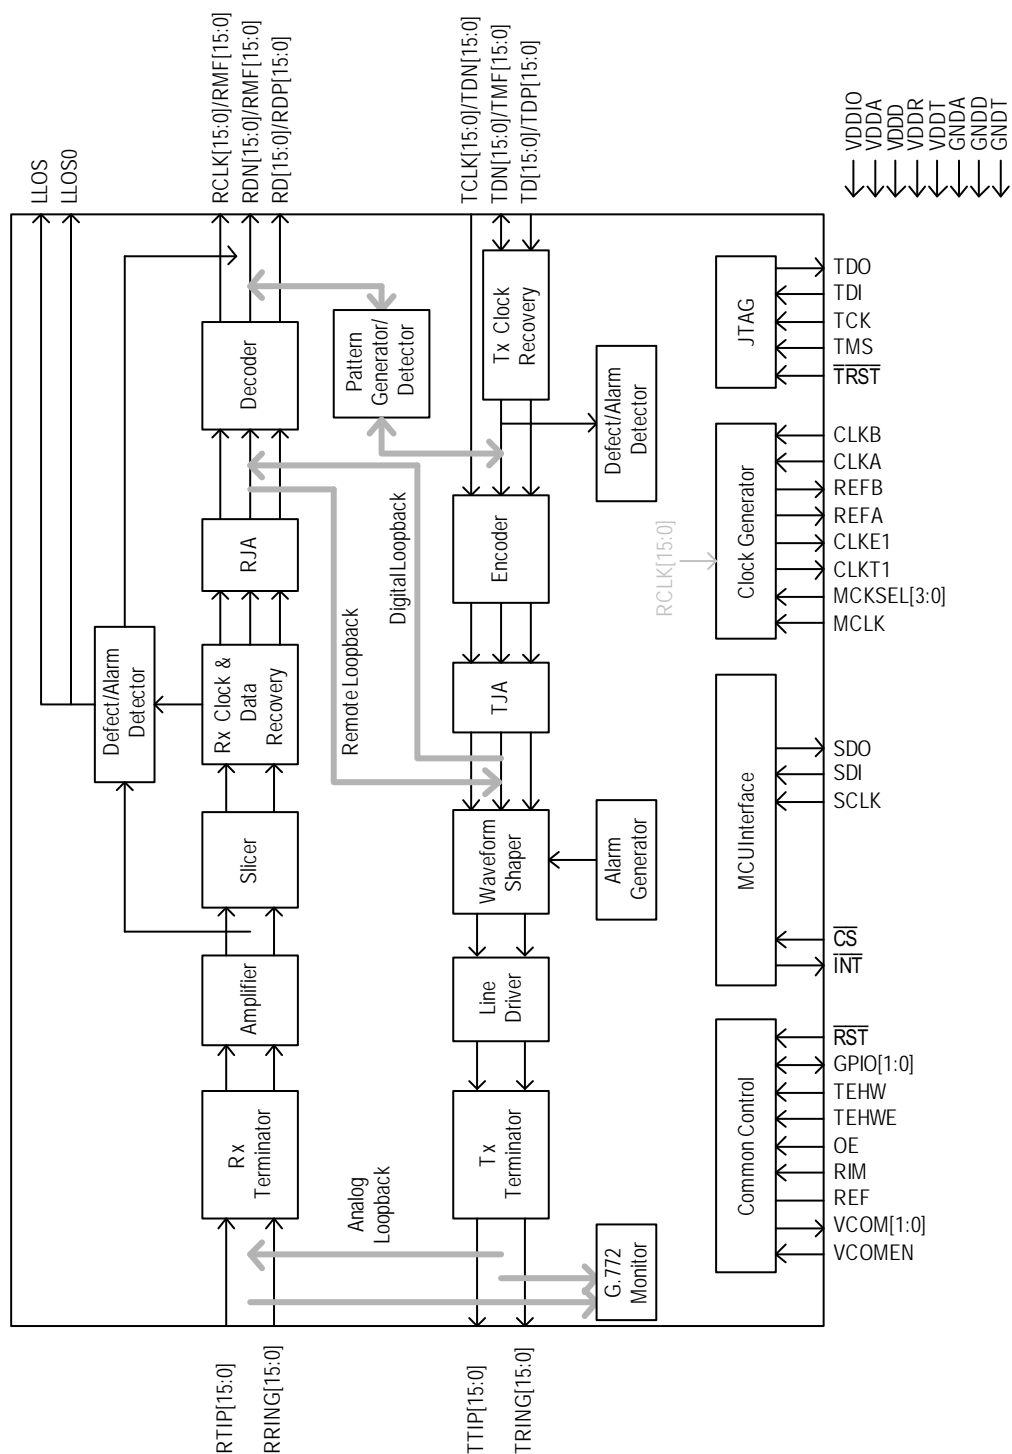 LLOS
LLOS0
RCLK[15:0]/RMF[15:0]
RDN[15:0]/RMF[15:0]
RD[15:0]/RDP[15:0]
TCLK[15:0]/TDN[15:0]
TDN[15:0]/TMF[15:0]
TD[15:0]/TDP[15:0]
VDDIO
VDDA
VDDD
VDDR
VDDT
GNDA
GNDD
GNDT
Decoder
Pattern
Generator/
Detector
Tx Clock
Recovery
Defect/Alarm
Detector
JTAG
TDO
TDI
TCK
TMS
TRST
RJA
Digital Loopback
Encoder
RCLK[15:0]
Clock Generator
CLKB
CLKA
REFB
REFA
CLKE1
CLKT1
MCKSEL[3:0]
MCLK
Defect/Alarm
Detector
Rx Clock &
Data
Recovery
Remote Loopback
TJA
Slicer
Waveform
Shaper
Alarm
Generator
MCUInterface
SDO
SDI
SCLK
CS
INT
Amplifier
Line
Driver
Rx
Terminator
Analog
Loopback
Tx
Terminator
G.772
Monitor
Common Control
RST
GPIO[1:0]
TEHW
TEHWE
OE
RIM
REF
VCOM[1:0]
VCOMEN
RTIP[15:0]
RRING[15:0]
TTIP[15:0]
TRING[15:0]